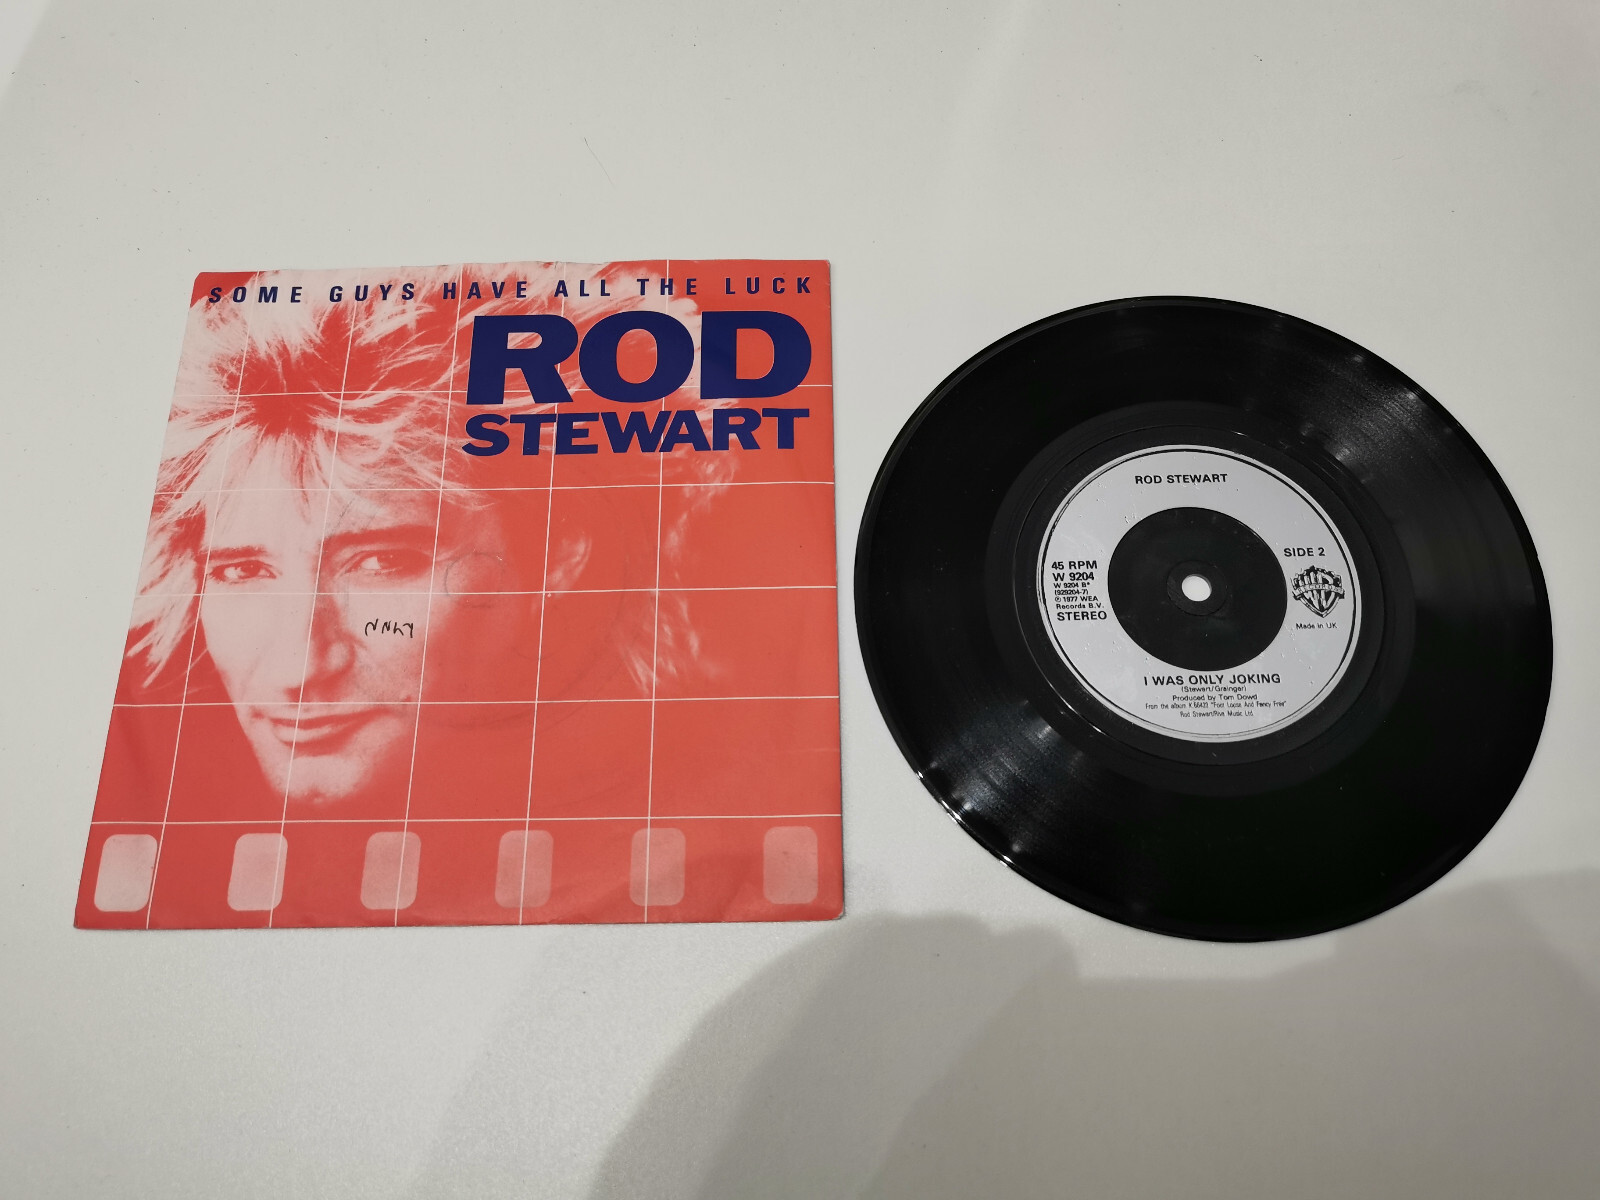 SOME GUYS HAVE ALL THE LUCK
ROD
STEWART
ROD STEWART
SIDE 2
45 RPM
W 9204
W 9204 B*
(929204-7)
℗ 1977 WEA
Records B.V.
STEREO
Made in UK
I WAS ONLY JOKING
(Stewart/Grainger)
Produced by Tom Dowd
From the album K 56423 "Foot Loose And Fancy Free"
Rod Stewart/Riva Music Ltd.